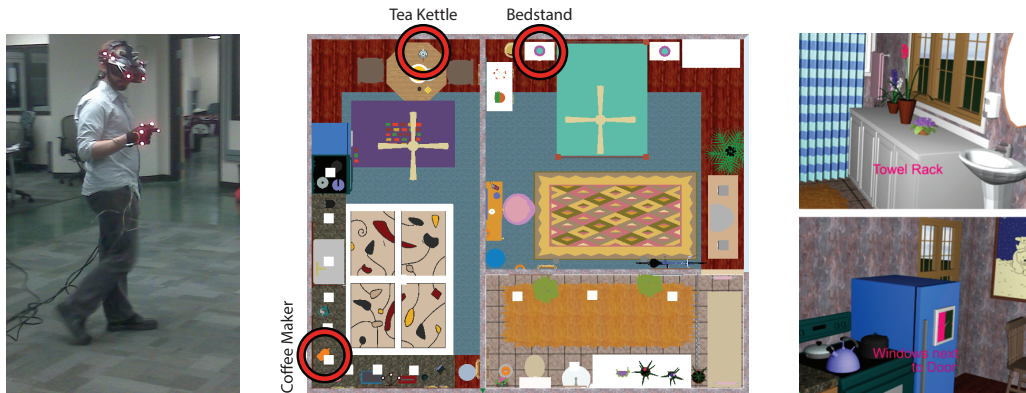 Tea Kettle
Bedstand
Coffee Maker
Towel Rack
Windows next
to Door